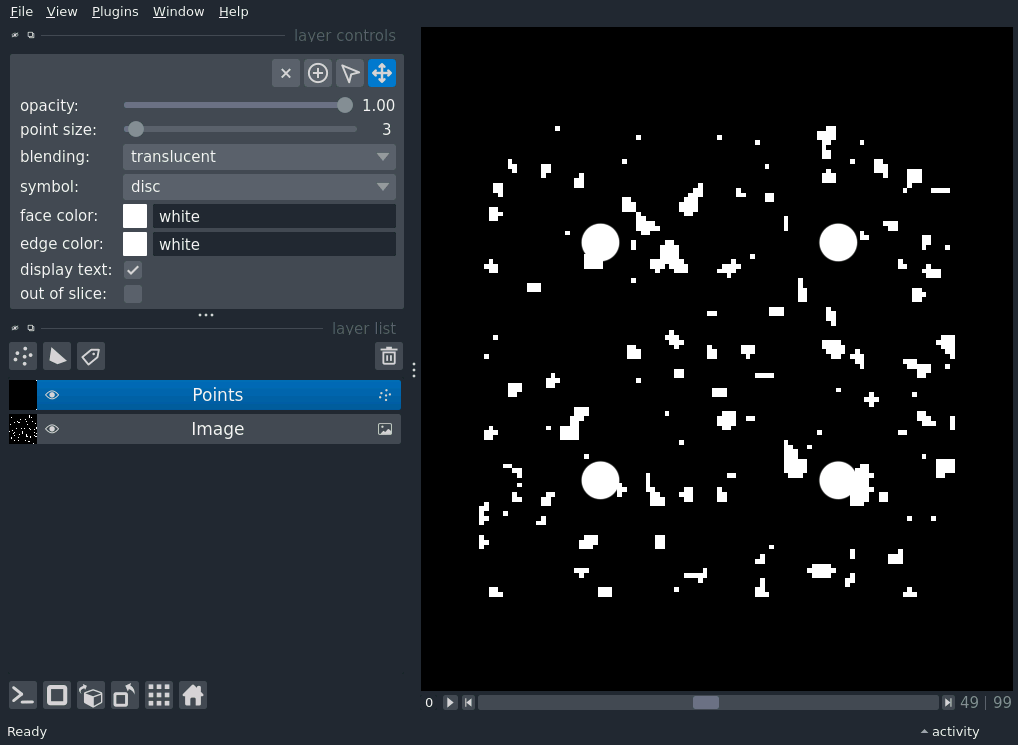 File View Plugins Window Help
layer controls
opacity: 1.00
point size: 3
blending: translucent
symbol: disc
face color: white
edge color: white
display text:
out of slice:
layer list
Points
Image
0 49 | 99
Ready activity